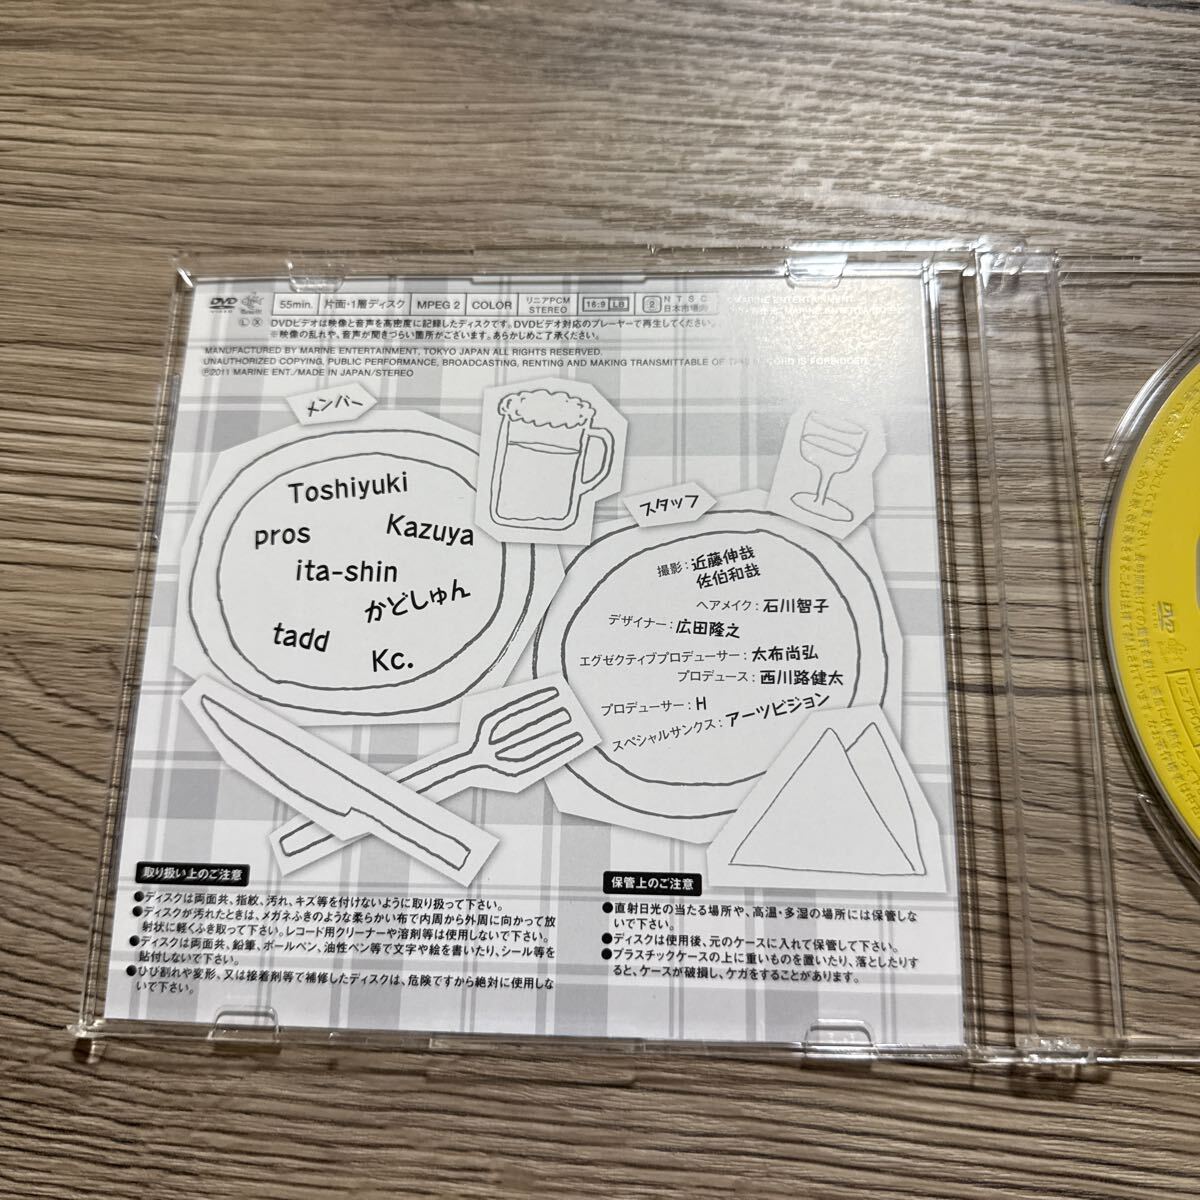 DVD
VIDEO
55min.
片面・1層ディスク
MPEG 2
COLOR
リニアPCM
STEREO
16:9 LB
2
NTSC
日本市場向
DVDビデオは映像と音声を高密度に記録したディスクです。DVDビデオ対応のプレーヤーで再生してください。
※映像の乱れや、音声が聞きづらい箇所がございます。あらかじめご了承ください。
MANUFACTURED BY MARINE ENTERTAINMENT, TOKYO JAPAN ALL RIGHTS RESERVED.
UNAUTHORIZED COPYING, PUBLIC PERFORMANCE, BROADCASTING, RENTING AND MAKING TRANSMITTABLE OF THIS RECORD IS FORBIDDEN.
Ⓟ2011 MARINE ENT./MADE IN JAPAN/STEREO
メンバー
Toshiyuki
pros
Kazuya
ita-shin
かどしゅん
tadd
Kc.
スタッフ
撮影：近藤伸哉
佐伯和哉
ヘアメイク：石川智子
デザイナー：広田隆之
エグゼクティブプロデューサー：太布尚弘
プロデュース：西川路健太
プロデューサー：H
スペシャルサンクス：アーツビジョン
取り扱い上のご注意
●ディスクは両面共、指紋、汚れ、キズ等を付けないように取り扱って下さい。
●ディスクが汚れたときは、メガネふきのような柔らかい布で内周から外周に向かって放
射状に軽くふき取って下さい。レコード用クリーナーや溶剤等は使用しないで下さい。
●ディスクは両面共、鉛筆、ボールペン、油性ペン等で文字や絵を書いたり、シール等を
貼付しないで下さい。
●ひび割れや変形、又は接着剤等で補修したディスクは、危険ですから絶対に使用しな
いで下さい。
保管上のご注意
●直射日光の当たる場所や、高温・多湿の場所には保管しな
いで下さい。
●ディスクは使用後、元のケースに入れて保管して下さい。
●プラスチックケースの上に重いものを置いたり、落としたりす
ると、ケースが破損し、ケガをすることがあります。